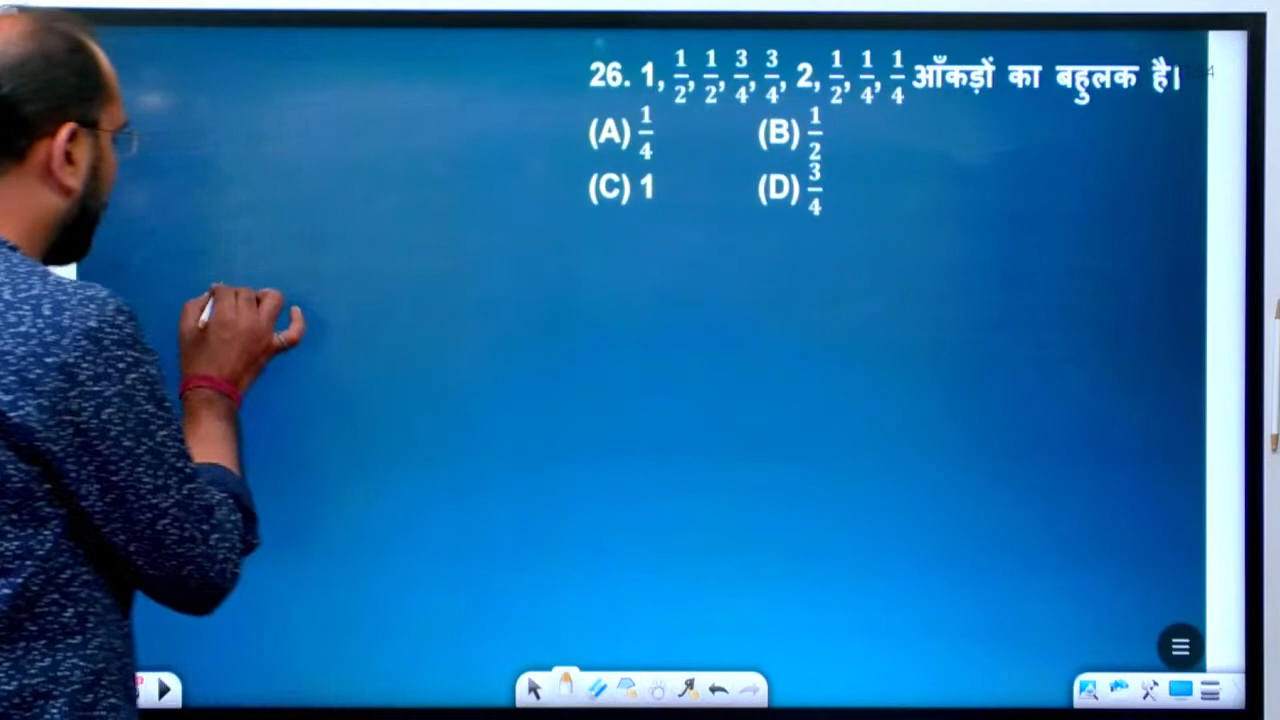 26. 1, 1/2, 1/2, 3/4, 3/4, 2, 1/2, 1/4, 1/4 आँकड़ों का बहुलक है।
(A) 1/4 (B) 1/2
(C) 1 (D) 3/4